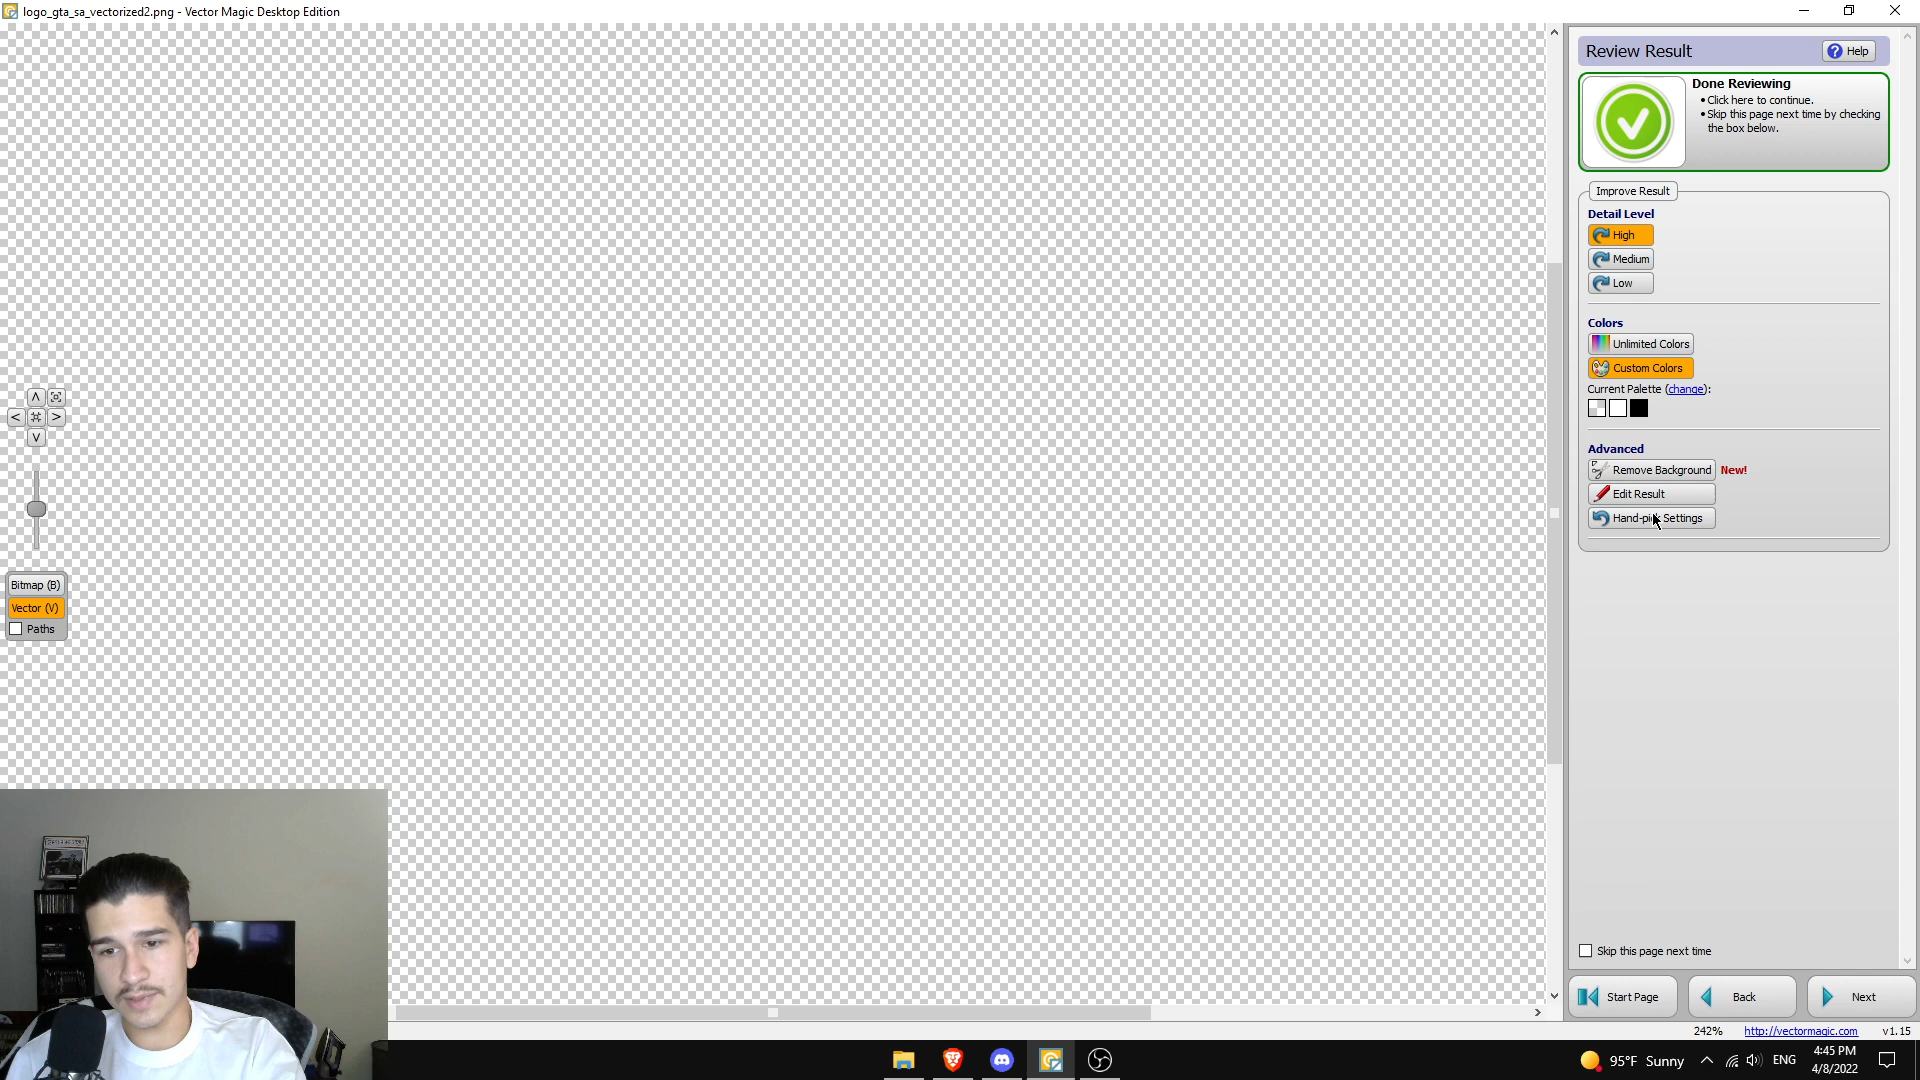 logo_gta_sa_vectorized2.png - Vector Magic Desktop Edition
Review Result
Help
Done Reviewing
• Click here to continue.
• Skip this page next time by checking
the box below.
Improve Result
Detail Level
High
Medium
Low
Colors
Unlimited Colors
Custom Colors
Current Palette (change):
Advanced
Remove Background New!
Edit Result
Hand-pick Settings
Bitmap (B)
Vector (V)
Paths
Skip this page next time
Start Page
Back
Next
242% http://vectormagic.com v1.15
95°F Sunny
ENG
4:45 PM
4/8/2022